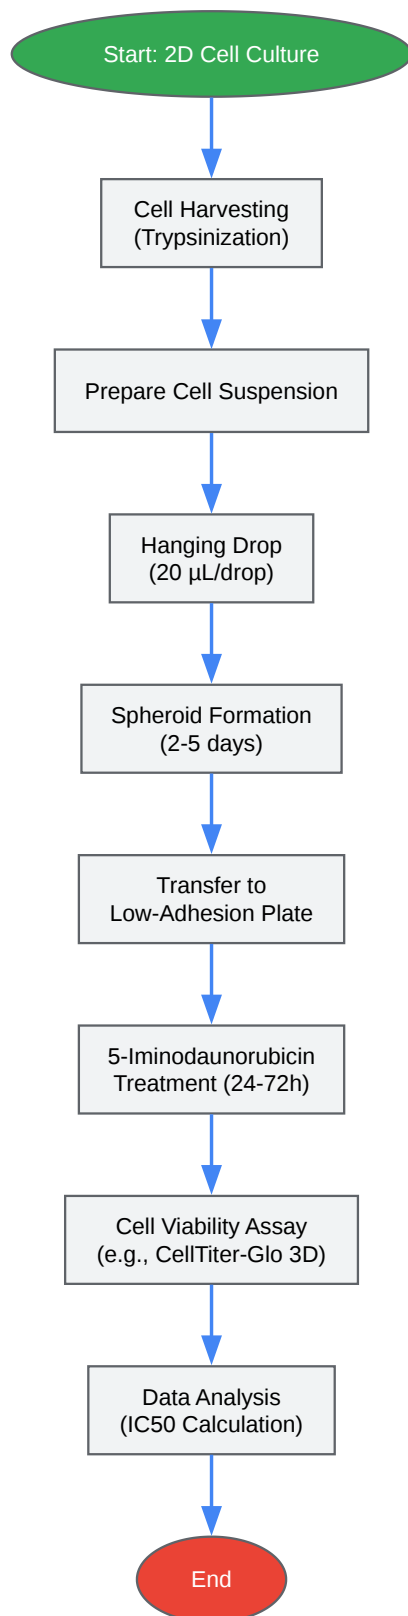 Start: 2D Cell Culture
Cell Harvesting
(Trypsinization)
Prepare Cell Suspension
Hanging Drop
(20 µL/drop)
Spheroid Formation
(2-5 days)
Transfer to
Low-Adhesion Plate
5-Iminodaunorubicin
Treatment (24-72h)
Cell Viability Assay
(e.g., CellTiter-Glo 3D)
Data Analysis
(IC50 Calculation)
End